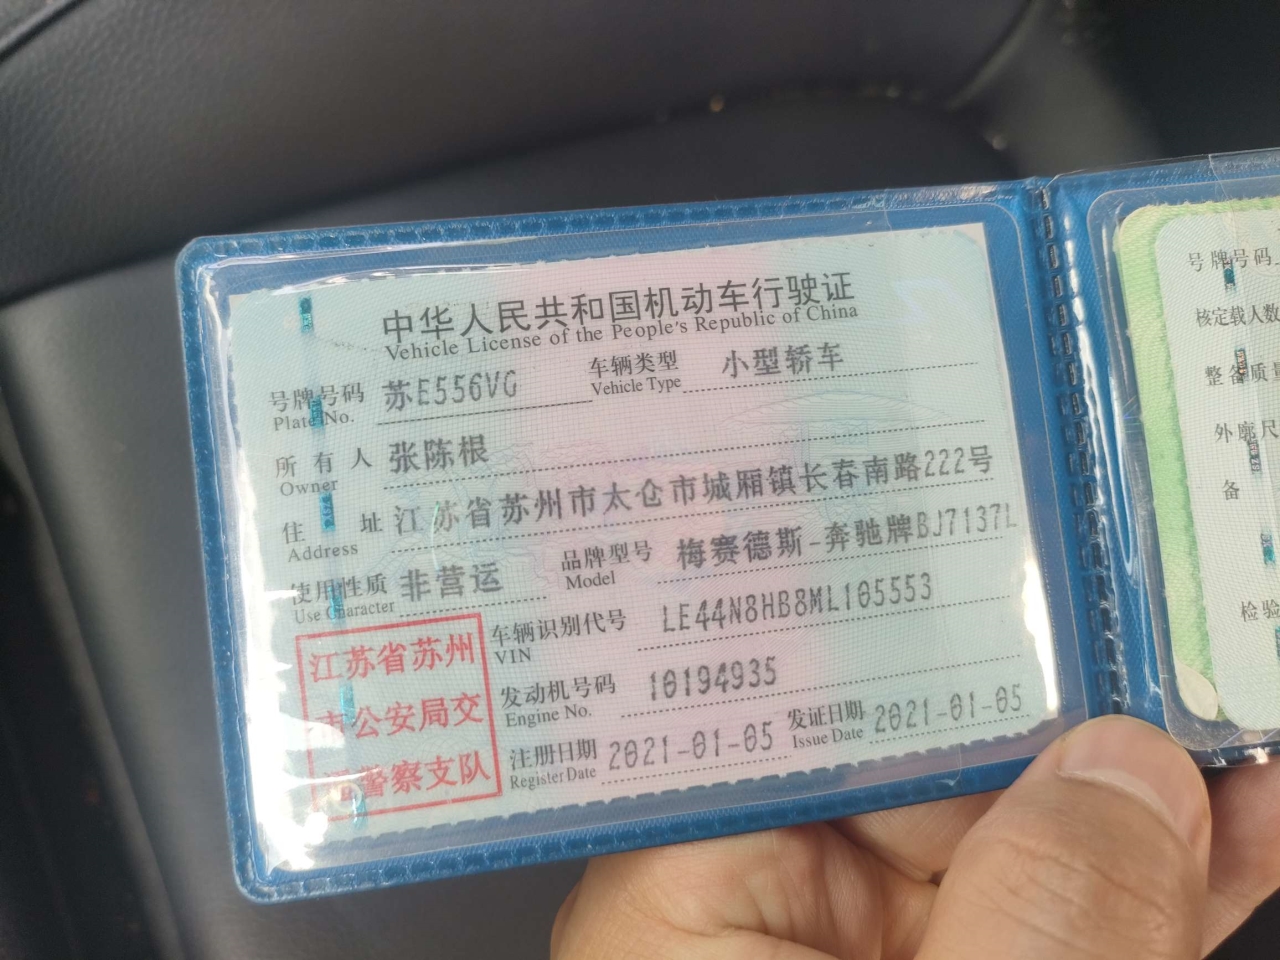 中华人民共和国机动车行驶证
Vehicle License of the People's Republic of China
号牌号码 苏E556VG 车辆类型 小型轿车
Plate No. Vehicle Type
所有人 张陈根
Owner
住址 江苏省苏州市太仓市城厢镇长春南路222号
Address
使用性质 非营运 品牌型号 梅赛德斯-奔驰牌BJ7137L
Use Character Model
车辆识别代号 LE44N8HB8ML105553
VIN
发动机号码 10194935
Engine No.
注册日期 2021-01-05 发证日期 2021-01-05
Register Date Issue Date
江苏省苏州
市公安局交
通警察支队
号牌号码
核定载人数
整备质量
外廓尺
备
检验